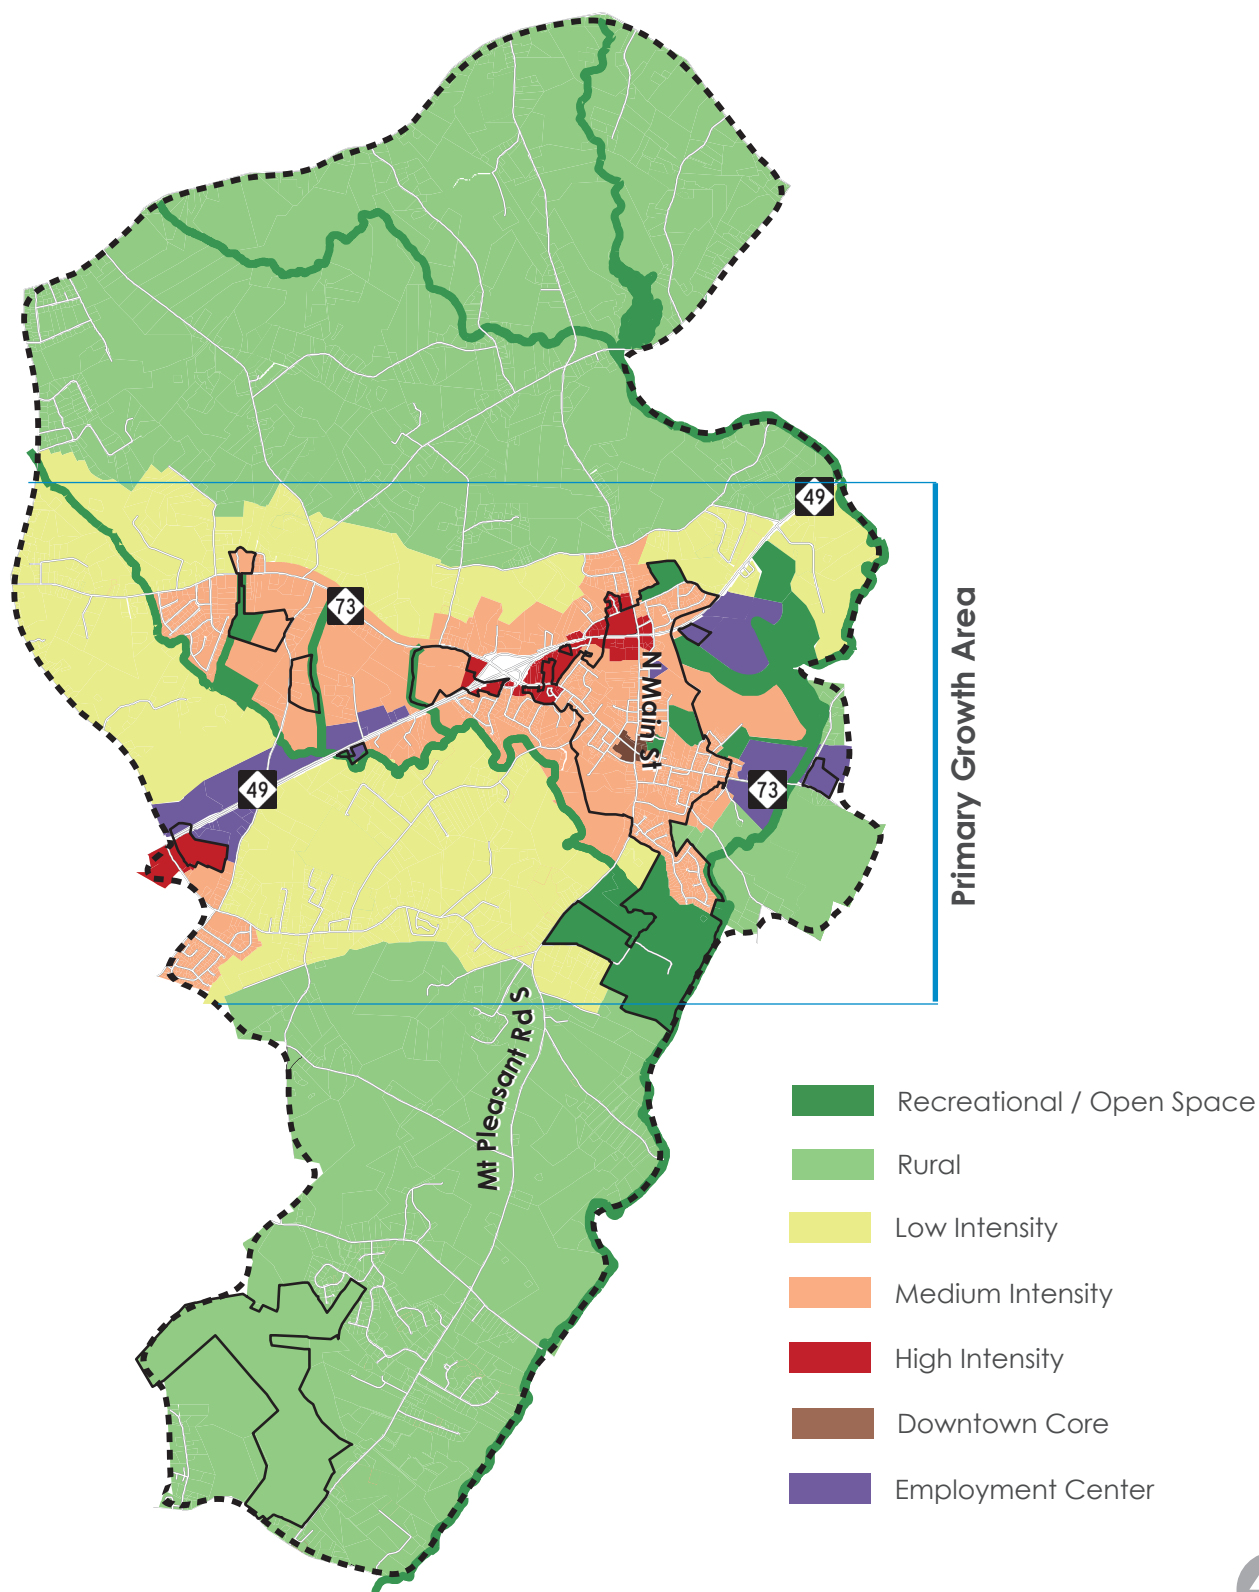 49
73
N Main St
49
73
Primary Growth Area
Mt Pleasant Rd S
Recreational / Open Space
Rural
Low Intensity
Medium Intensity
High Intensity
Downtown Core
Employment Center